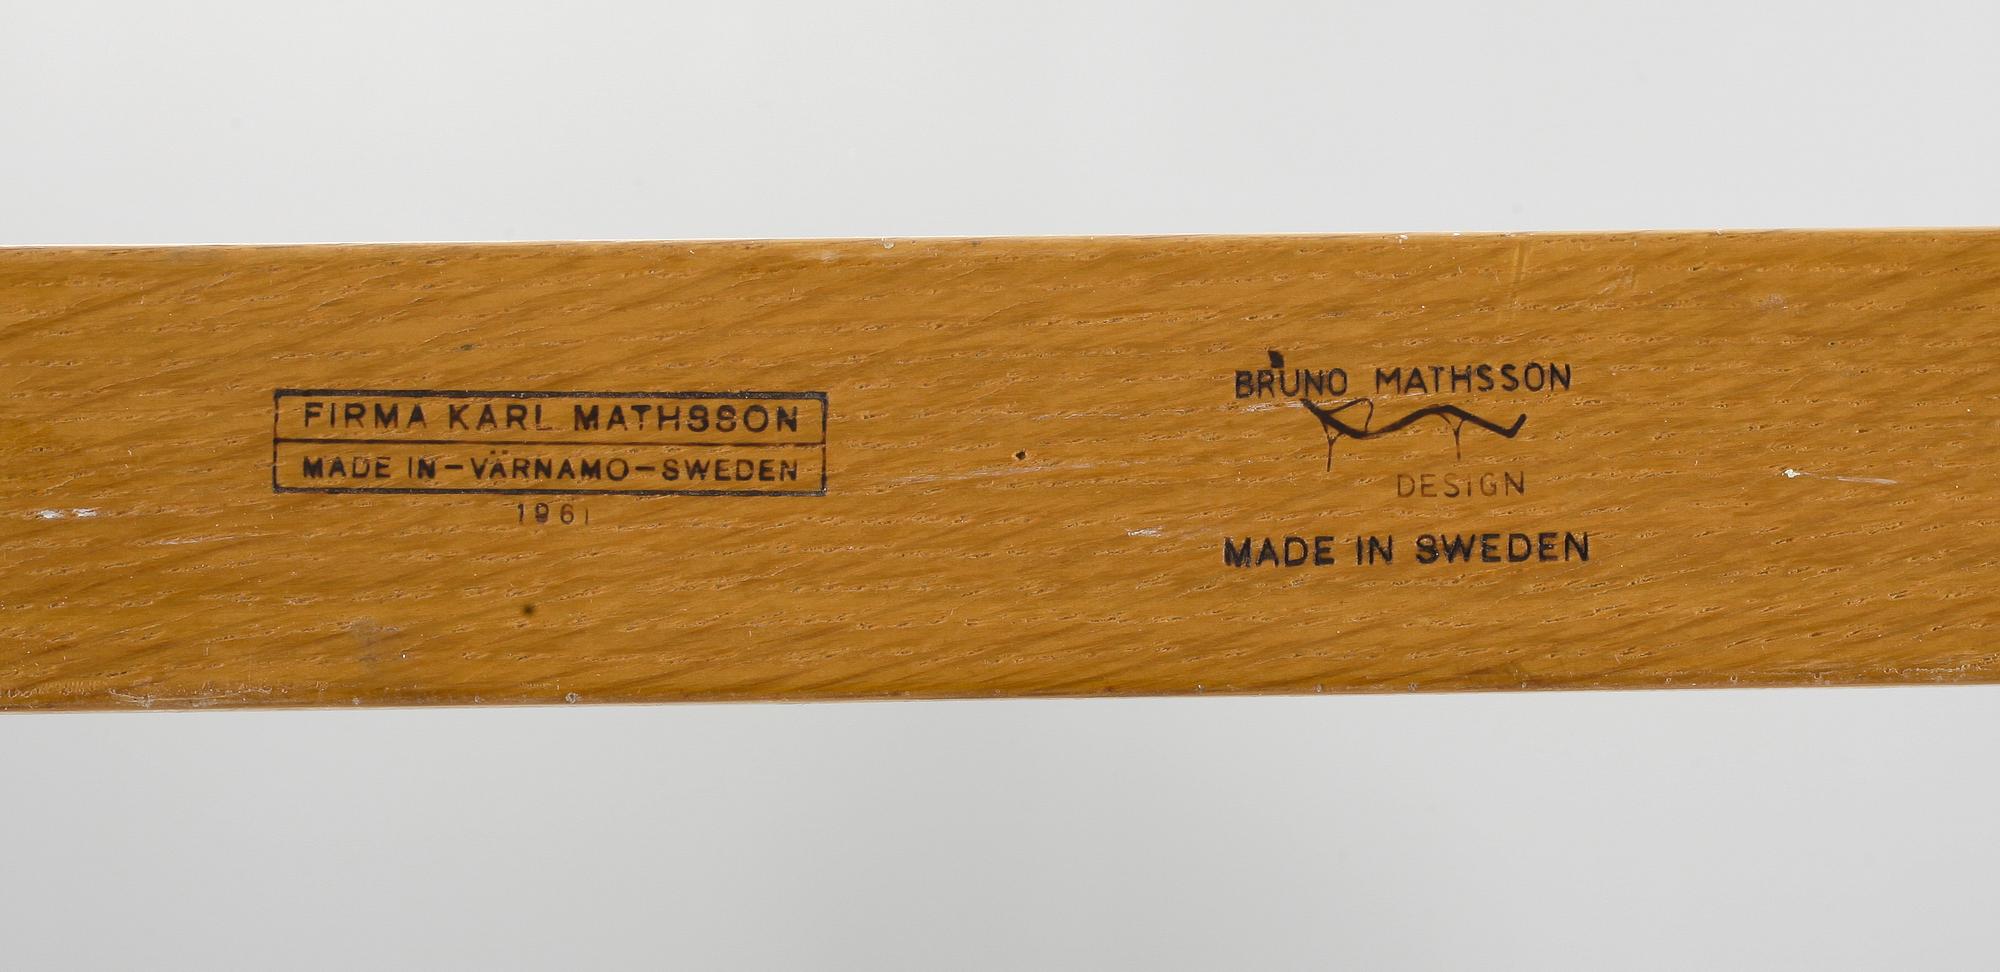 FIRMA KARL MATHSSON
MADE IN-VÄRNAMO-SWEDEN
1961
BRUNO MATHSSON
DESIGN
MADE IN SWEDEN